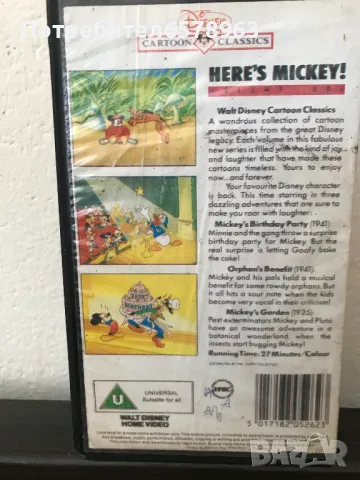 Потребител 6578963
Disney
CARTOON CLASSICS
HERE'S MICKEY!
Walt Disney Cartoon Classics
A wondrous collection of cartoon
masterpieces from the great Disney
legacy. Each volume in this fabulous
new series is filled with the kind of joy
and laughter that have made these
cartoons timeless. Yours to enjoy
now...and forever.
Your favourite Disney character
is back. This time starring in three
dazzling adventures that are sure to
make you roar with laughter:
Mickey's Birthday Party (1941):
Minnie and the gang throw a surprise
birthday party for Mickey. But the
real surprise is letting Goofy bake
the cake!
Orphan's Benefit (1941):
Mickey and his pals hold a musical
benefit for some rowdy orphans. But
it all hits a sour note when the kids
become very vocal in their criticism!
Mickey's Garden (1935):
Pest exterminators Mickey and Pluto
have an awesome adventure in a
botanical wonderland when the
insects start bugging Mickey!
Running Time: 27 Minutes/Colour
U
UNIVERSAL
Suitable for all
WALT DISNEY
HOME VIDEO
5 017182 052623
bazar